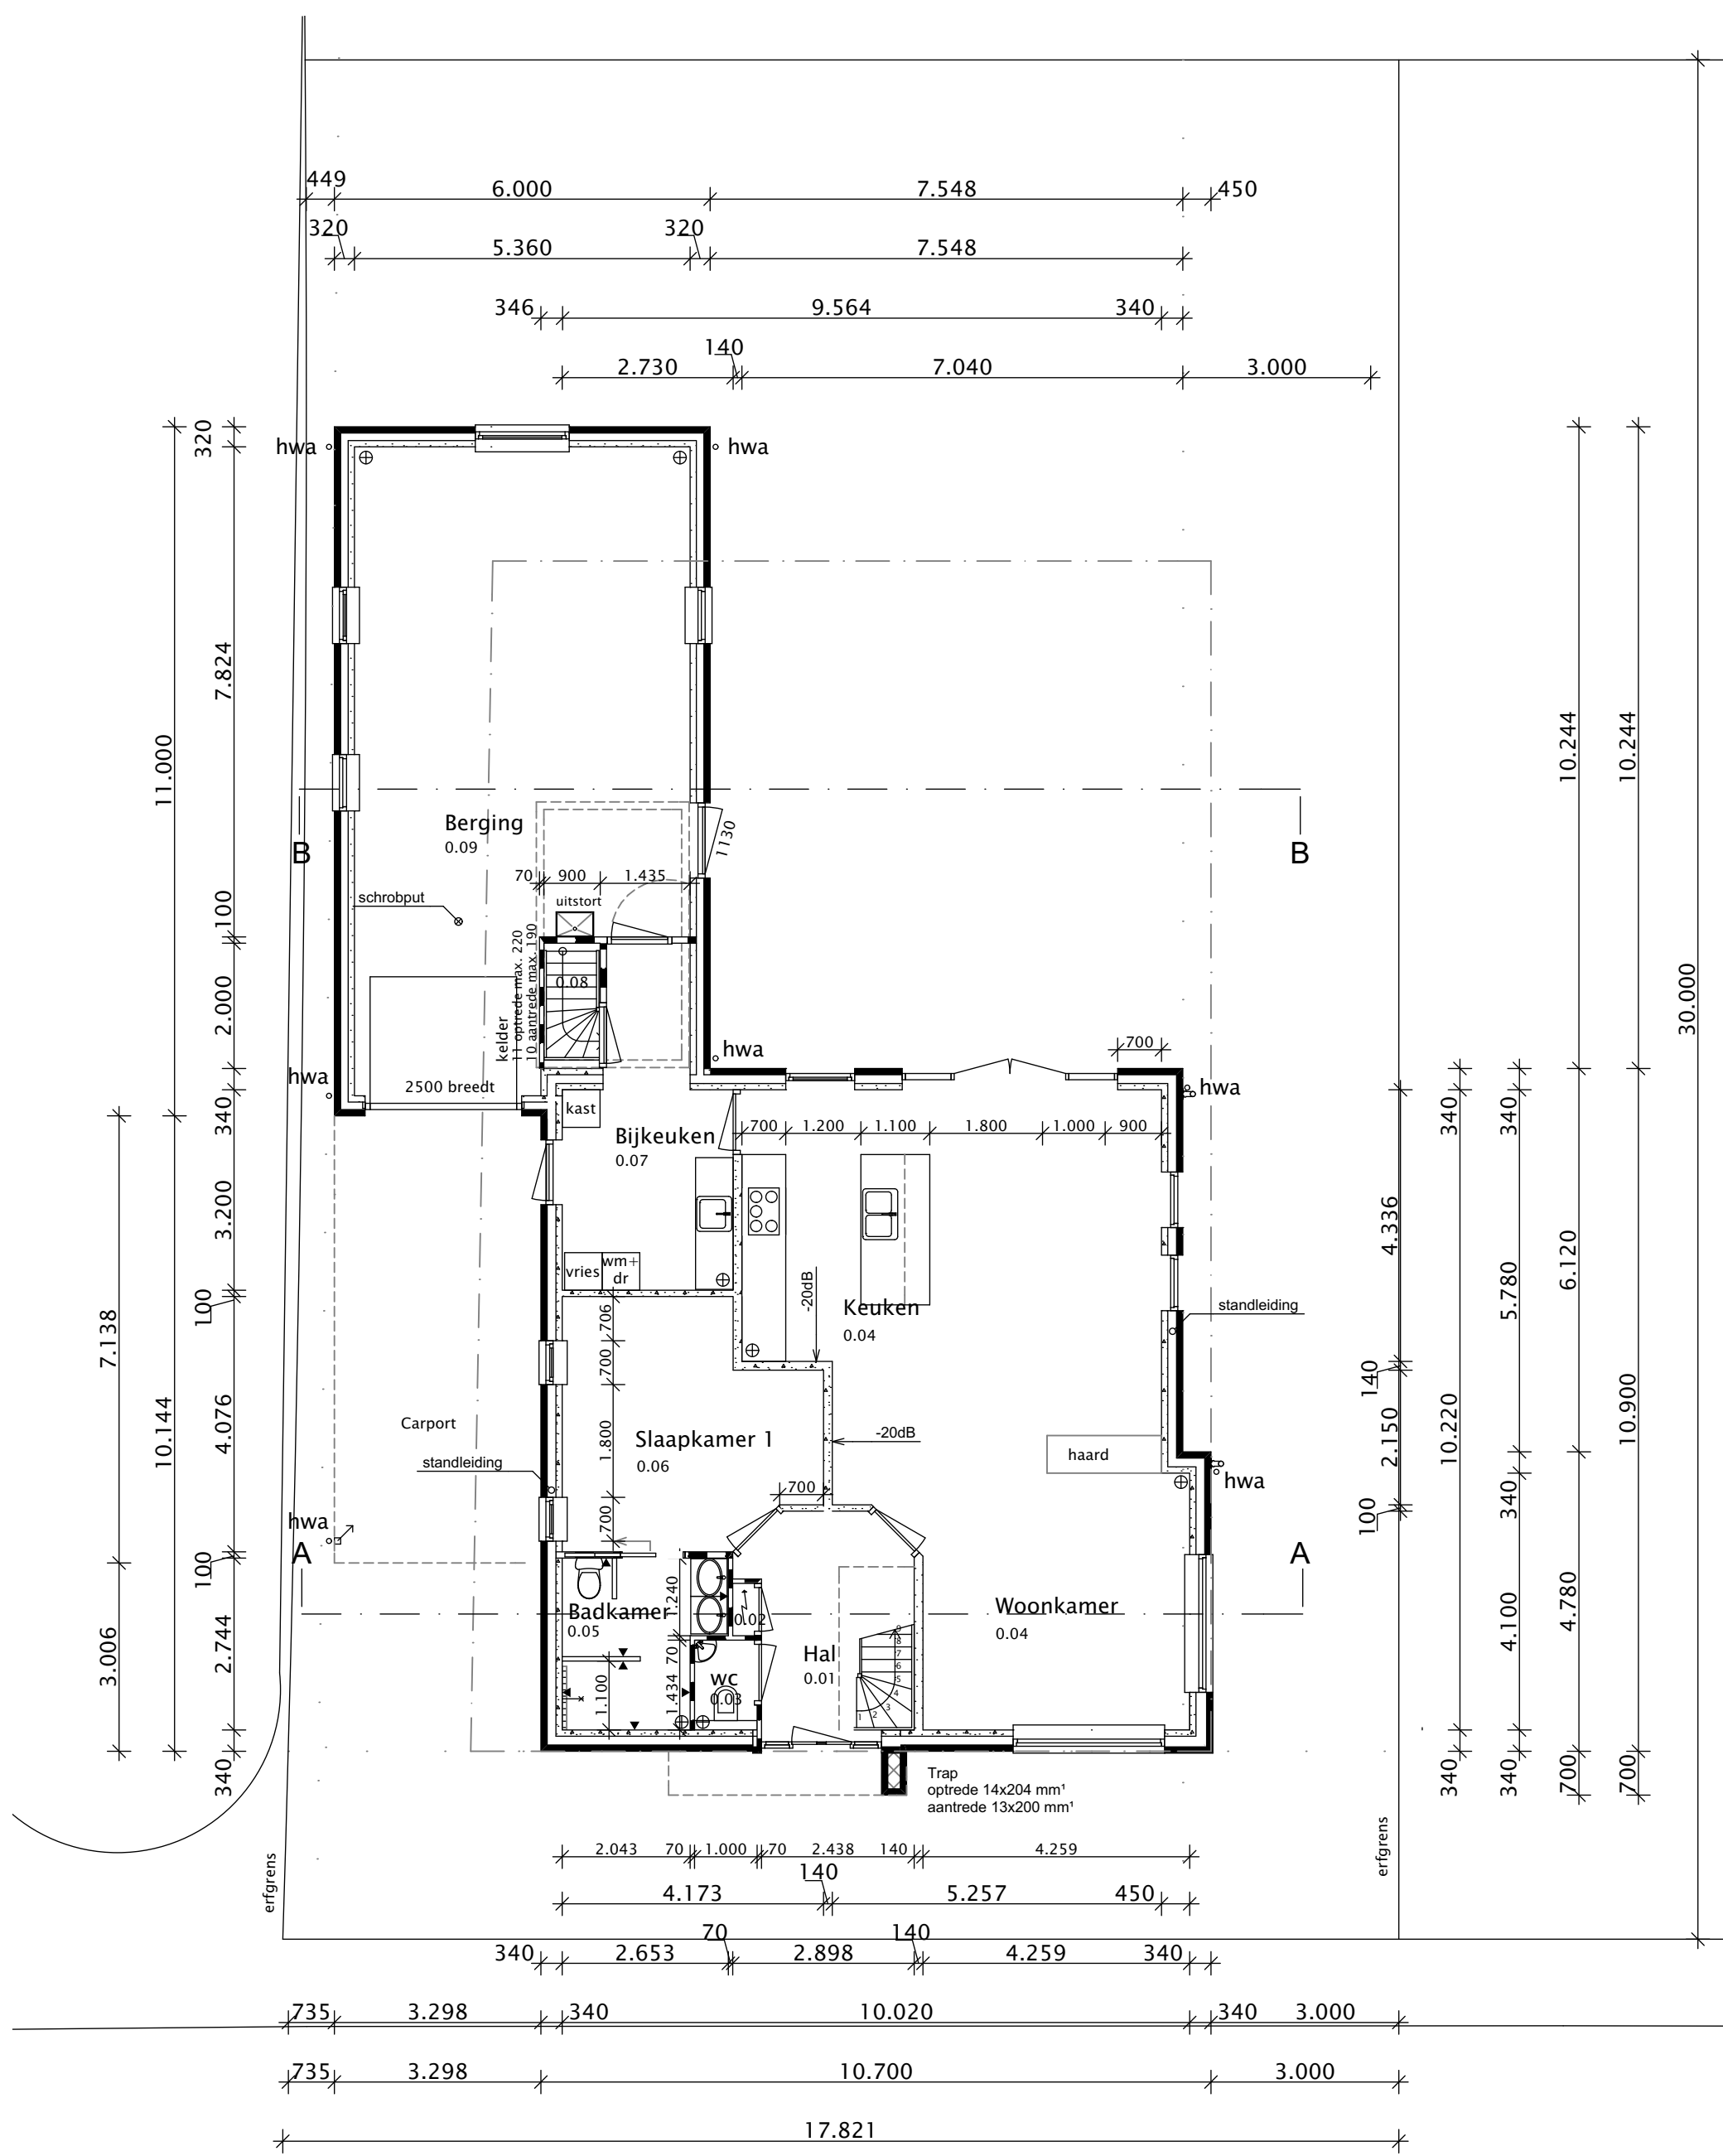 449 6.000 7.548 450
320 5.360 320 7.548
346 9.564 340
2.730 140 7.040 3.000
320
7.824
100
2.000
340
3.200
100
4.076
100
2.744
340
11.000
10.144
7.138
3.006
hwa
hwa
Berging
0.09
1130
B
B
70 900 1.435
schrobput
uitstort
kelder
11 optrede max. 220
10 aantrede max. 190
0.08
hwa
700
hwa
hwa
2500 breedt
kast
Bijkeuken
0.07
700 1.200 1.100 1.800 1.000 900
vries
wm+
dr
-20dB
Keuken
0.04
standleiding
706
700
1.800
700
Carport
Slaapkamer 1
0.06
-20dB
haard
standleiding
hwa
700
hwa
A
A
Badkamer
0.05
1.240
70
1.434
1.100
0.02
wc
0.03
Hal
0.01
1
2
3
4
5
6
7
8
9
Woonkamer
0.04
Trap
optrede 14x204 mm¹
aantrede 13x200 mm¹
4.336
140
2.150
100
340
10.220
340
340
5.780
340
4.100
340
10.244
6.120
4.780
700
10.244
10.900
700
30.000
erfgrens
erfgrens
2.043 70 1.000 70 2.438 140 4.259
4.173 140 5.257 450
340 2.653 70 2.898 140 4.259 340
735 3.298 340 10.020 340 3.000
735 3.298 10.700 3.000
17.821